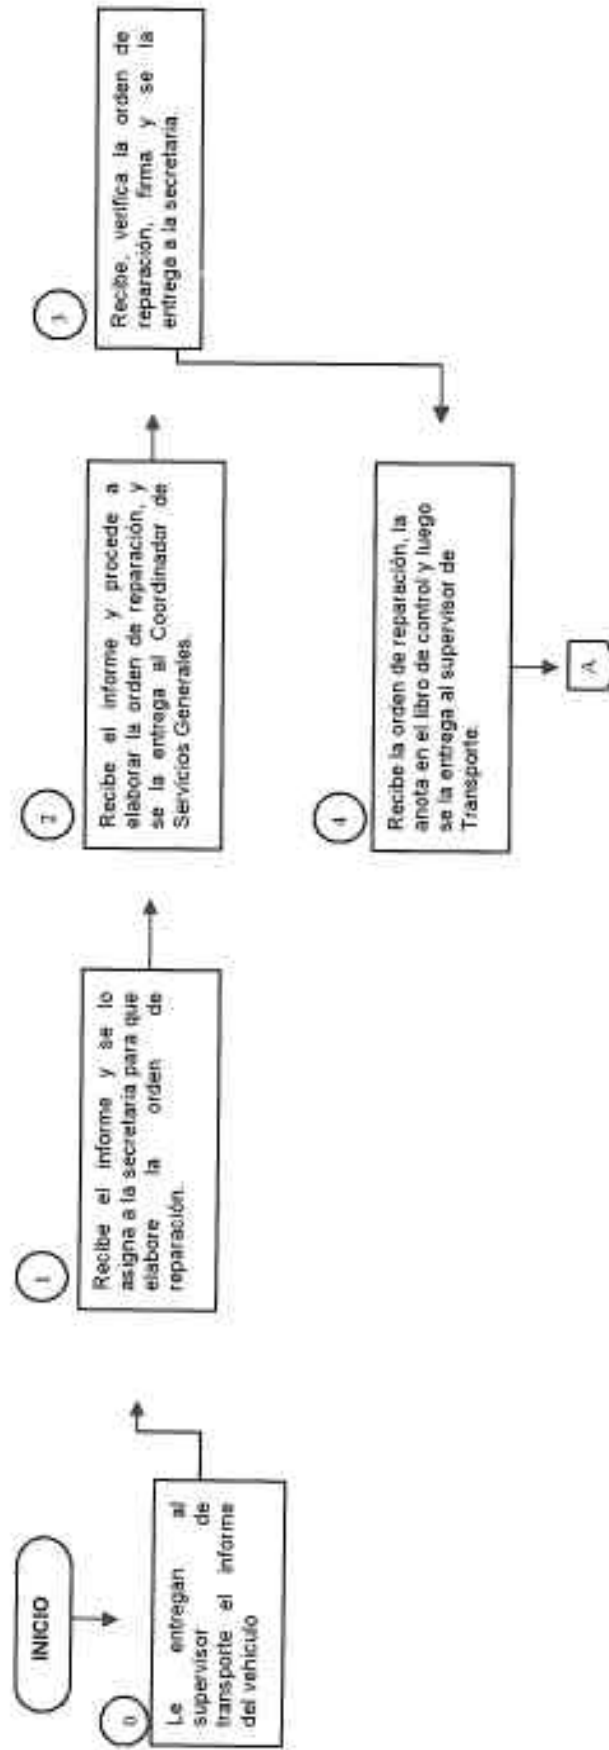 INICIO
0
Le entregan al
supervisor de
transporte el informe
del vehiculo
1
Recibe el informe y se lo
asigna a la secretaria para que
elabore la orden de
reparación.
2
Recibe el informe y procede a
elaborar la orden de reparación, y
se la entrega al Coordinador de
Servicios Generales.
3
Recibe, verifica la orden de
reparación, firma y se la
entrega a la secretaria.
4
Recibe la orden de reparación, la
anota en el libro de control y luego
se la entrega al supervisor de
Transporte.
A